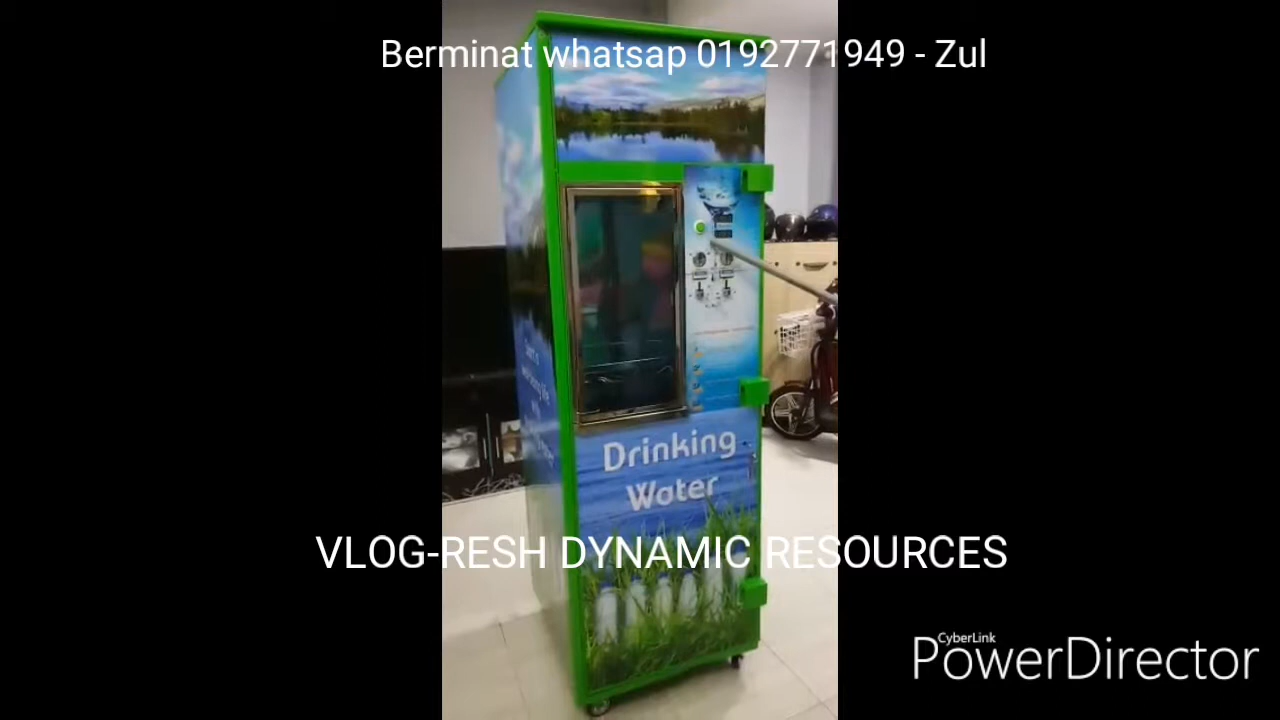 Berminat whatsap 0192771949 - Zul
Drinking
Water
VLOG-RESH DYNAMIC RESOURCES
CyberLink
PowerDirector